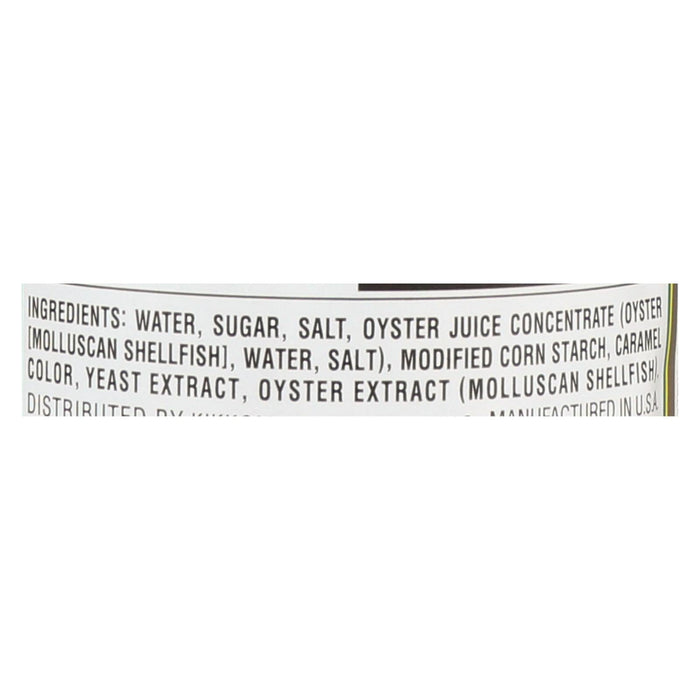 INGREDIENTS: WATER, SUGAR, SALT, OYSTER JUICE CONCENTRATE (OYSTER
[MOLLUSCAN SHELLFISH], WATER, SALT), MODIFIED CORN STARCH, CARAMEL
COLOR, YEAST EXTRACT, OYSTER EXTRACT (MOLLUSCAN SHELLFISH).
DISTRIBUTED BY MANUFACTURED IN U.S.A.